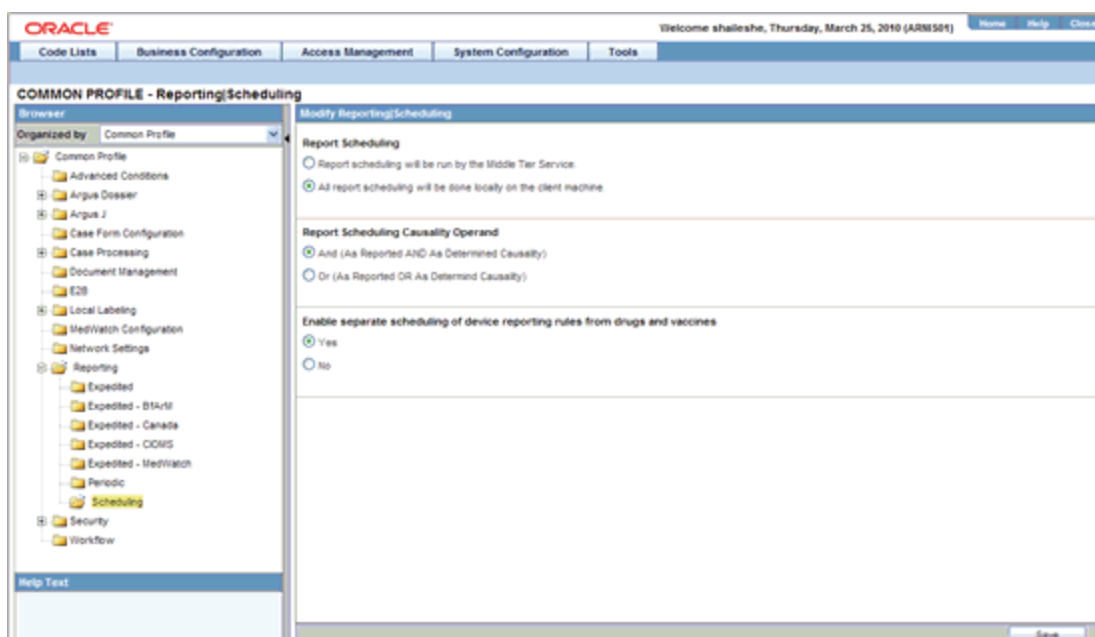 ORACLE
Welcome shaileshe, Thursday, March 25, 2010 (ARNIS01) Home Help Close
Code Lists Business Configuration Access Management System Configuration Tools
COMMON PROFILE - Reporting|Scheduling
Browser
Organized by Common Profile
Common Profile
Advanced Conditions
Argus Dossier
Argus J
Case Form Configuration
Case Processing
Document Management
E2B
Local Labeling
MedWatch Configuration
Network Settings
Reporting
Expedited
Expedited - BfArM
Expedited - Canada
Expedited - CIOMS
Expedited - MedWatch
Periodic
Scheduling
Security
Workflow
Help Text
Modify Reporting|Scheduling
Report Scheduling
Report scheduling will be run by the Middle Tier Service.
All report scheduling will be done locally on the client machine.
Report Scheduling Causality Operand
And (As Reported AND As Determined Causality)
Or (As Reported OR As Determind Causality)
Enable separate scheduling of device reporting rules from drugs and vaccines
Yes
No
Save